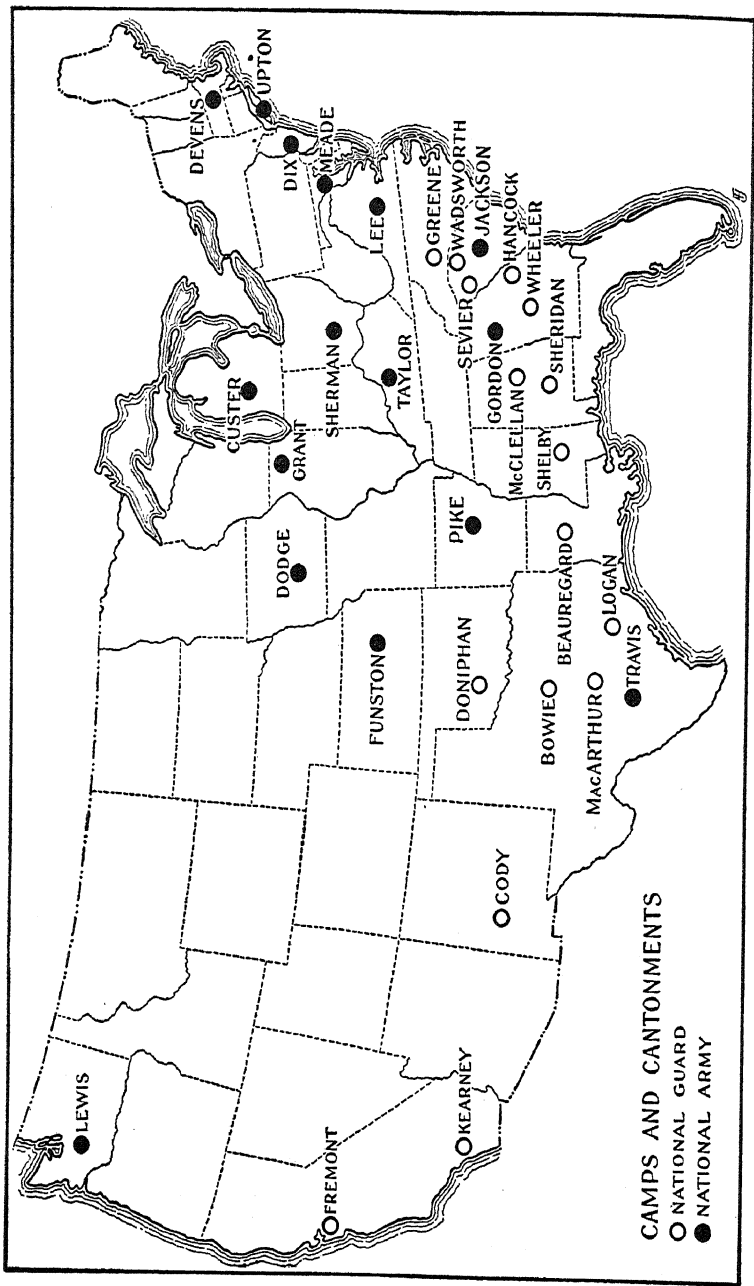 DEVENS
UPTON
DIX
MEADE
LEE
GREENE
WADSWORTH
JACKSON
SEVIER
HANCOCK
WHEELER
GORDON
McCLELLAN
SHERIDAN
SHELBY
CUSTER
SHERMAN
TAYLOR
GRANT
DODGE
PIKE
FUNSTON
DONIPHAN
BEAUREGARD
LOGAN
BOWIE
MACARTHUR
TRAVIS
CODY
LEWIS
FREMONT
KEARNEY
CAMPS AND CANTONMENTS
NATIONAL GUARD
NATIONAL ARMY